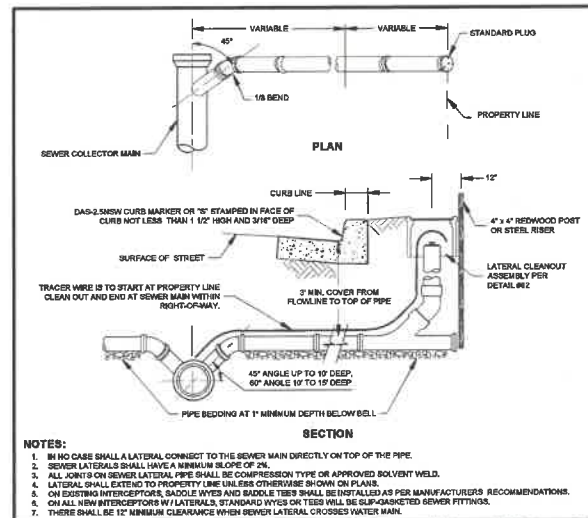 VARIABLE
VARIABLE
STANDARD PLUG
45°
1/8 BEND
PROPERTY LINE
SEWER COLLECTOR MAIN
PLAN
12"
CURB LINE
DAS-2.5NSW CURB MARKER OR "S" STAMPED IN FACE OF
CURB NOT LESS THAN 1 1/2" HIGH AND 3/16" DEEP
4" x 4" REDWOOD POST
OR STEEL RISER
SURFACE OF STREET
LATERAL CLEANOUT
ASSEMBLY PER
DETAIL #62
TRACER WIRE IS TO START AT PROPERTY LINE
CLEAN OUT AND END AT SEWER MAIN WITHIN
RIGHT-OF-WAY.
3' MIN. COVER FROM
FLOWLINE TO TOP OF PIPE
45° ANGLE UP TO 10' DEEP,
60° ANGLE 10' TO 15' DEEP
PIPE BEDDING AT 1" MINIMUM DEPTH BELOW BELL
SECTION
NOTES:
1. IN NO CASE SHALL A LATERAL CONNECT TO THE SEWER MAIN DIRECTLY ON TOP OF THE PIPE.
2. SEWER LATERALS SHALL HAVE A MINIMUM SLOPE OF 2%.
3. ALL JOINTS ON SEWER LATERAL PIPE SHALL BE COMPRESSION TYPE OR APPROVED SOLVENT WELD.
4. LATERAL SHALL EXTEND TO PROPERTY LINE UNLESS OTHERWISE SHOWN ON PLANS.
5. ON EXISTING INTERCEPTORS, SADDLE WYES AND SADDLE TEES SHALL BE INSTALLED AS PER MANUFACTURERS RECOMMENDATIONS.
6. ON ALL NEW INTERCEPTORS W/ LATERALS, STANDARD WYES OR TEES WILL BE SLIP-GASKETED SEWER FITTINGS.
7. THERE SHALL BE 12" MINIMUM CLEARANCE WHEN SEWER LATERAL CROSSES WATER MAIN.